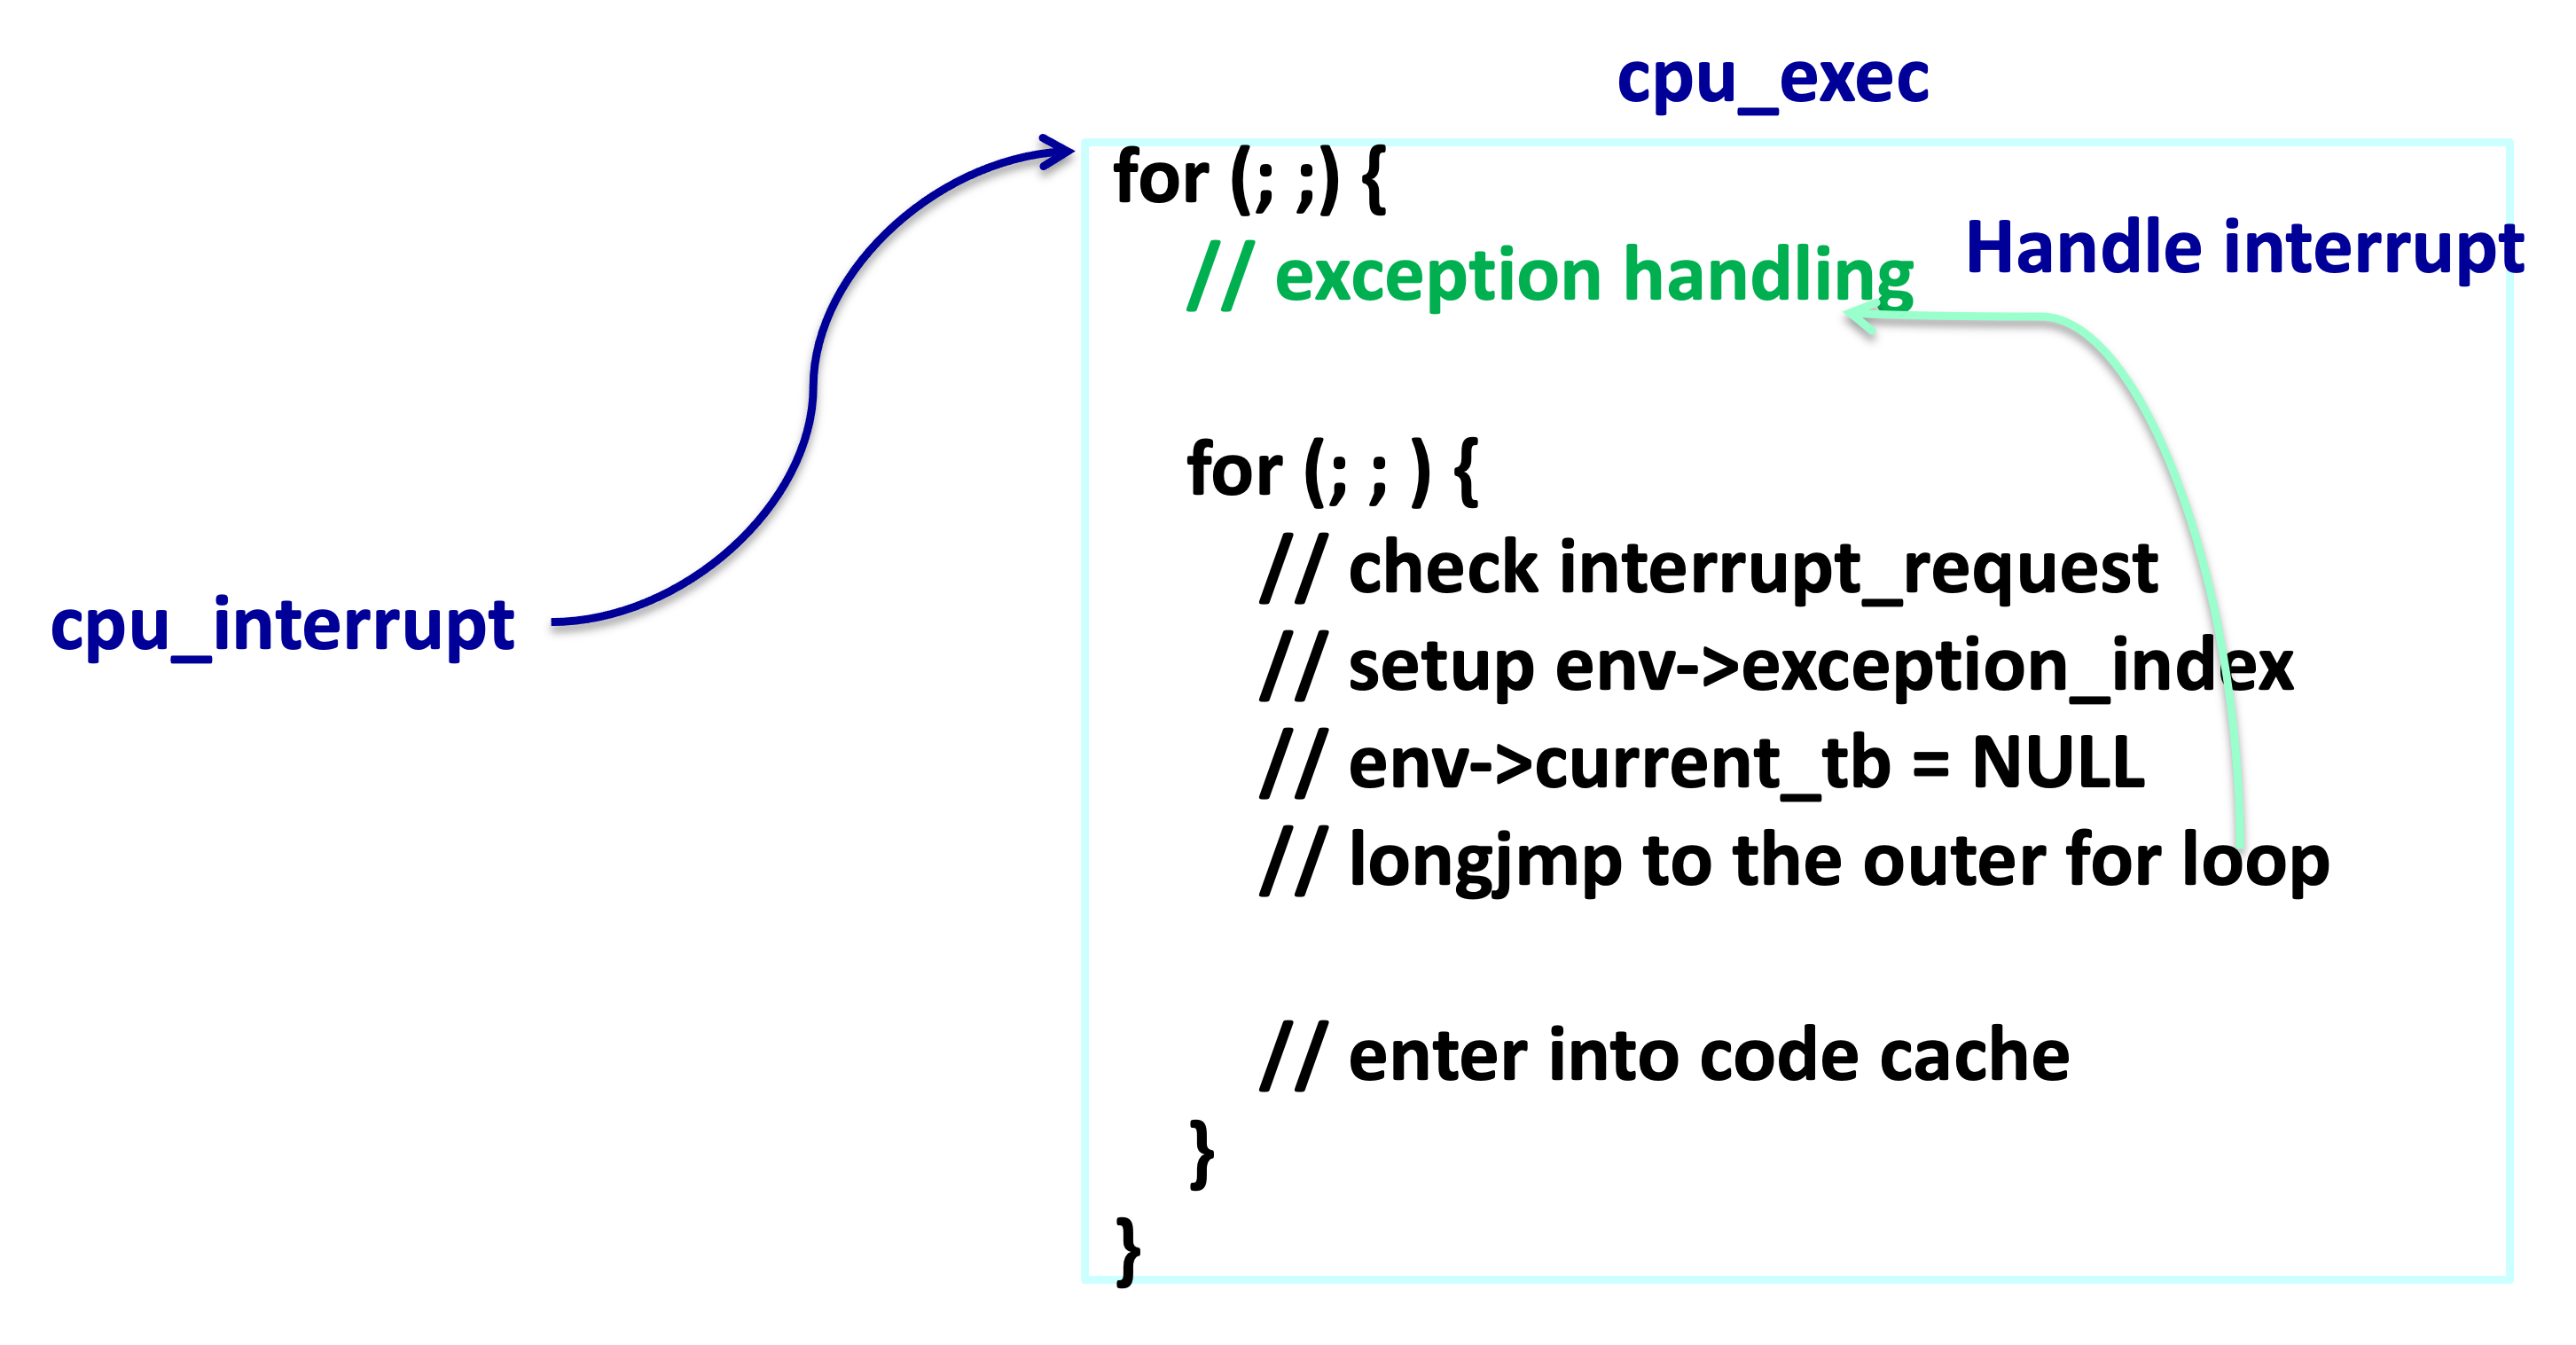 cpu_exec
for (; ;) {
// exception handling
Handle interrupt
for (; ; ) {
// check interrupt_request
cpu_interrupt
// setup env->exception_index
// env->current_tb = NULL
// longjmp to the outer for loop
// enter into code cache
}
}